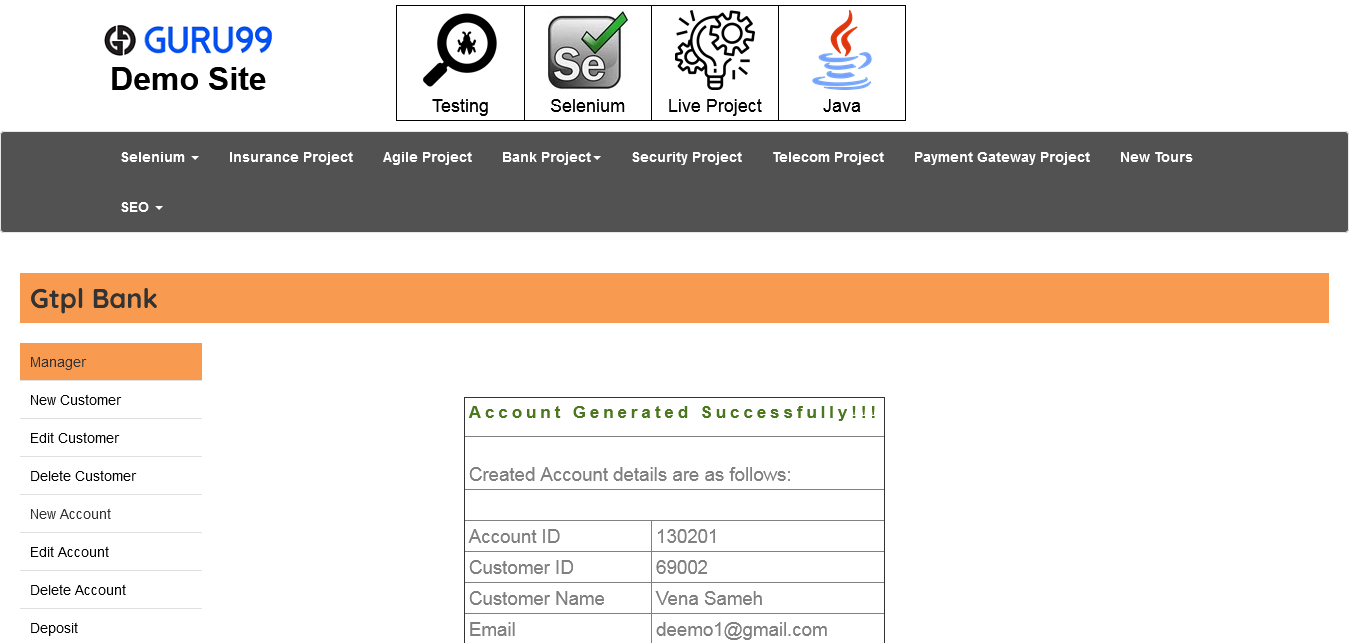 GURU99
Demo Site
Se
Testing Selenium Live Project Java
Selenium Insurance Project Agile Project Bank Project Security Project Telecom Project Payment Gateway Project New Tours
SEO
Gtpl Bank
Manager
New Customer
Edit Customer
Delete Customer
New Account
Edit Account
Delete Account
Deposit
Account Generated Successfully!!!
Created Account details are as follows:
Account ID 130201
Customer ID 69002
Customer Name Vena Sameh
Email deemo1@gmail.com